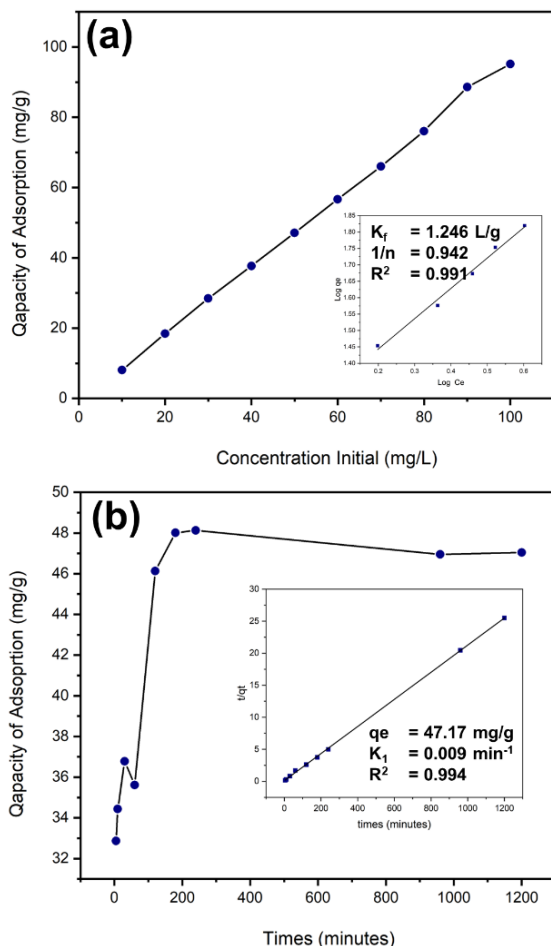 (a)
Qapacity of Adsorption (mg/g)
100
80
60
40
20
0
0 20 40 60 80 100
Concentration Initial (mg/L)
Log qe
1.85
1.80
1.75
1.70
1.65
1.60
1.55
1.50
1.45
1.40
0.2 0.3 0.4 0.5 0.6
Log Ce
Kf = 1.246 L/g
1/n = 0.942
R² = 0.991
(b)
Qapacity of Adsoprtion (mg/g)
50
48
46
44
42
40
38
36
34
32
0 200 400 600 800 1000 1200
Times (minutes)
t/qt
30
25
20
15
10
5
0
0 200 400 600 800 1000 1200
times (minutes)
qe = 47.17 mg/g
K₁ = 0.009 min⁻¹
R² = 0.994